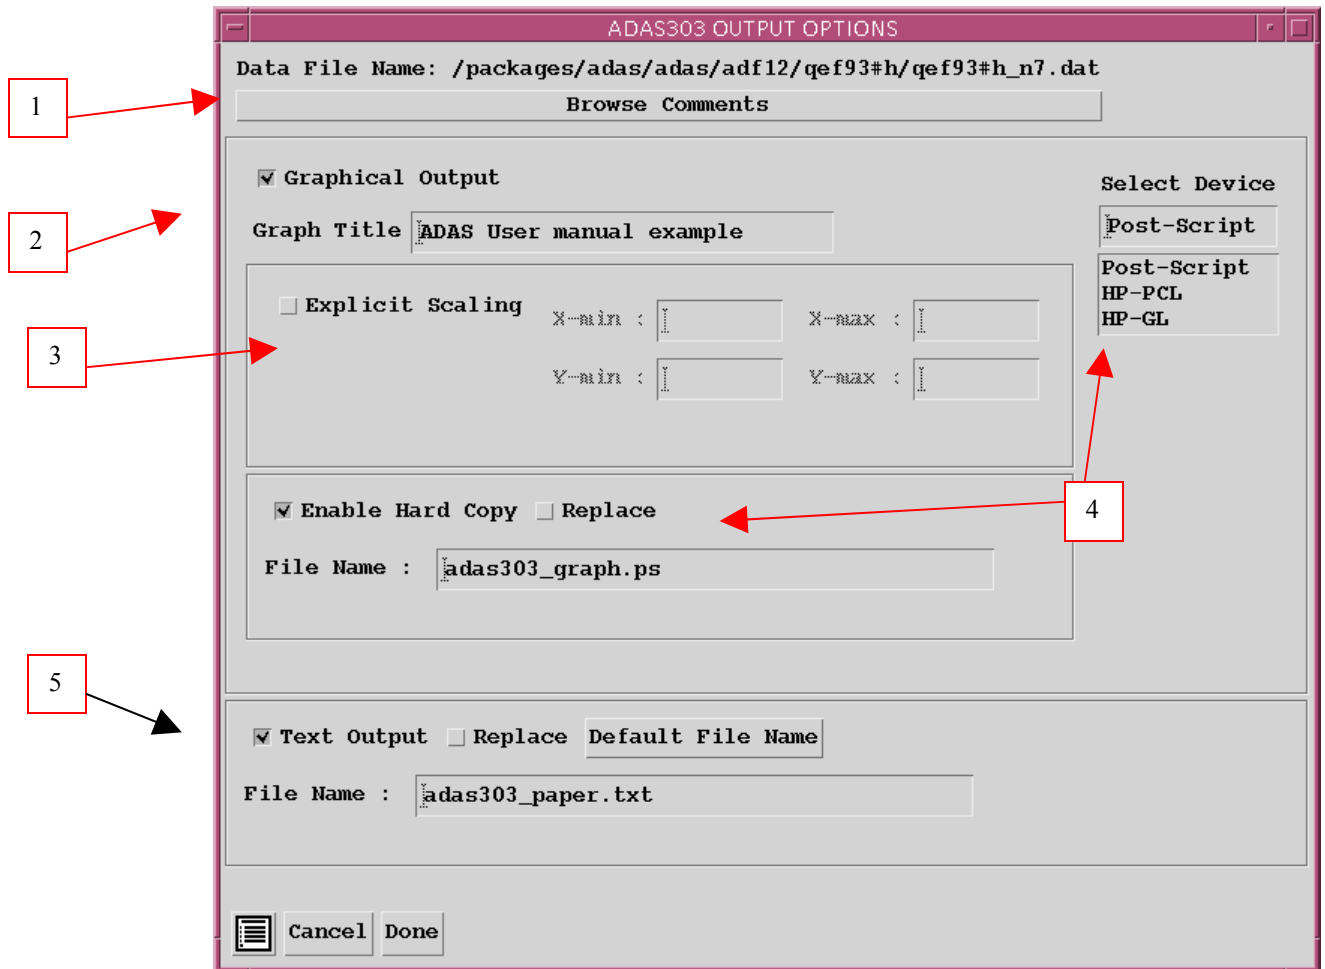 ADAS303 OUTPUT OPTIONS
Data File Name: /packages/adas/adas/adf12/qef93#h/qef93#h_n7.dat
1
Browse Comments
Graphical Output
Select Device
2
Graph Title ADAS User manual example
Post-Script
Post-Script
HP-PCL
HP-GL
Explicit Scaling
X-min :
X-max :
3
Y-min :
Y-max :
4
Enable Hard Copy
Replace
File Name : adas303_graph.ps
5
Text Output
Replace
Default File Name
File Name : adas303_paper.txt
Cancel
Done